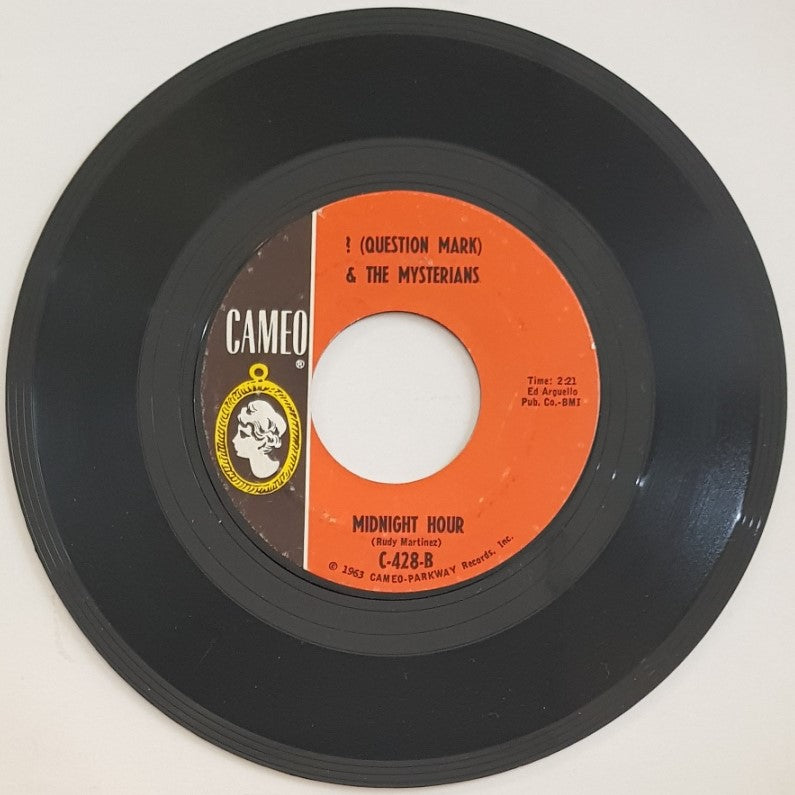 ? (QUESTION MARK)
& THE MYSTERIANS
CAMEO
®
Time: 2:21
Ed Arguello
Pub. Co.-BMI
MIDNIGHT HOUR
(Rudy Martinez)
C-428-B
© 1963 CAMEO-PARKWAY Records, Inc.